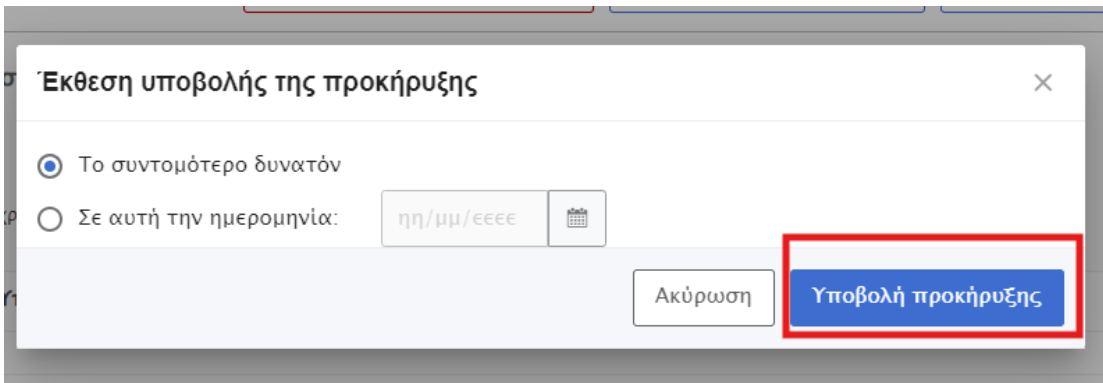 Έκθεση υποβολής της προκήρυξης
Το συντομότερο δυνατόν
Σε αυτή την ημερομηνία: ηη/μμ/εεεε
Ακύρωση Υποβολή προκήρυξης